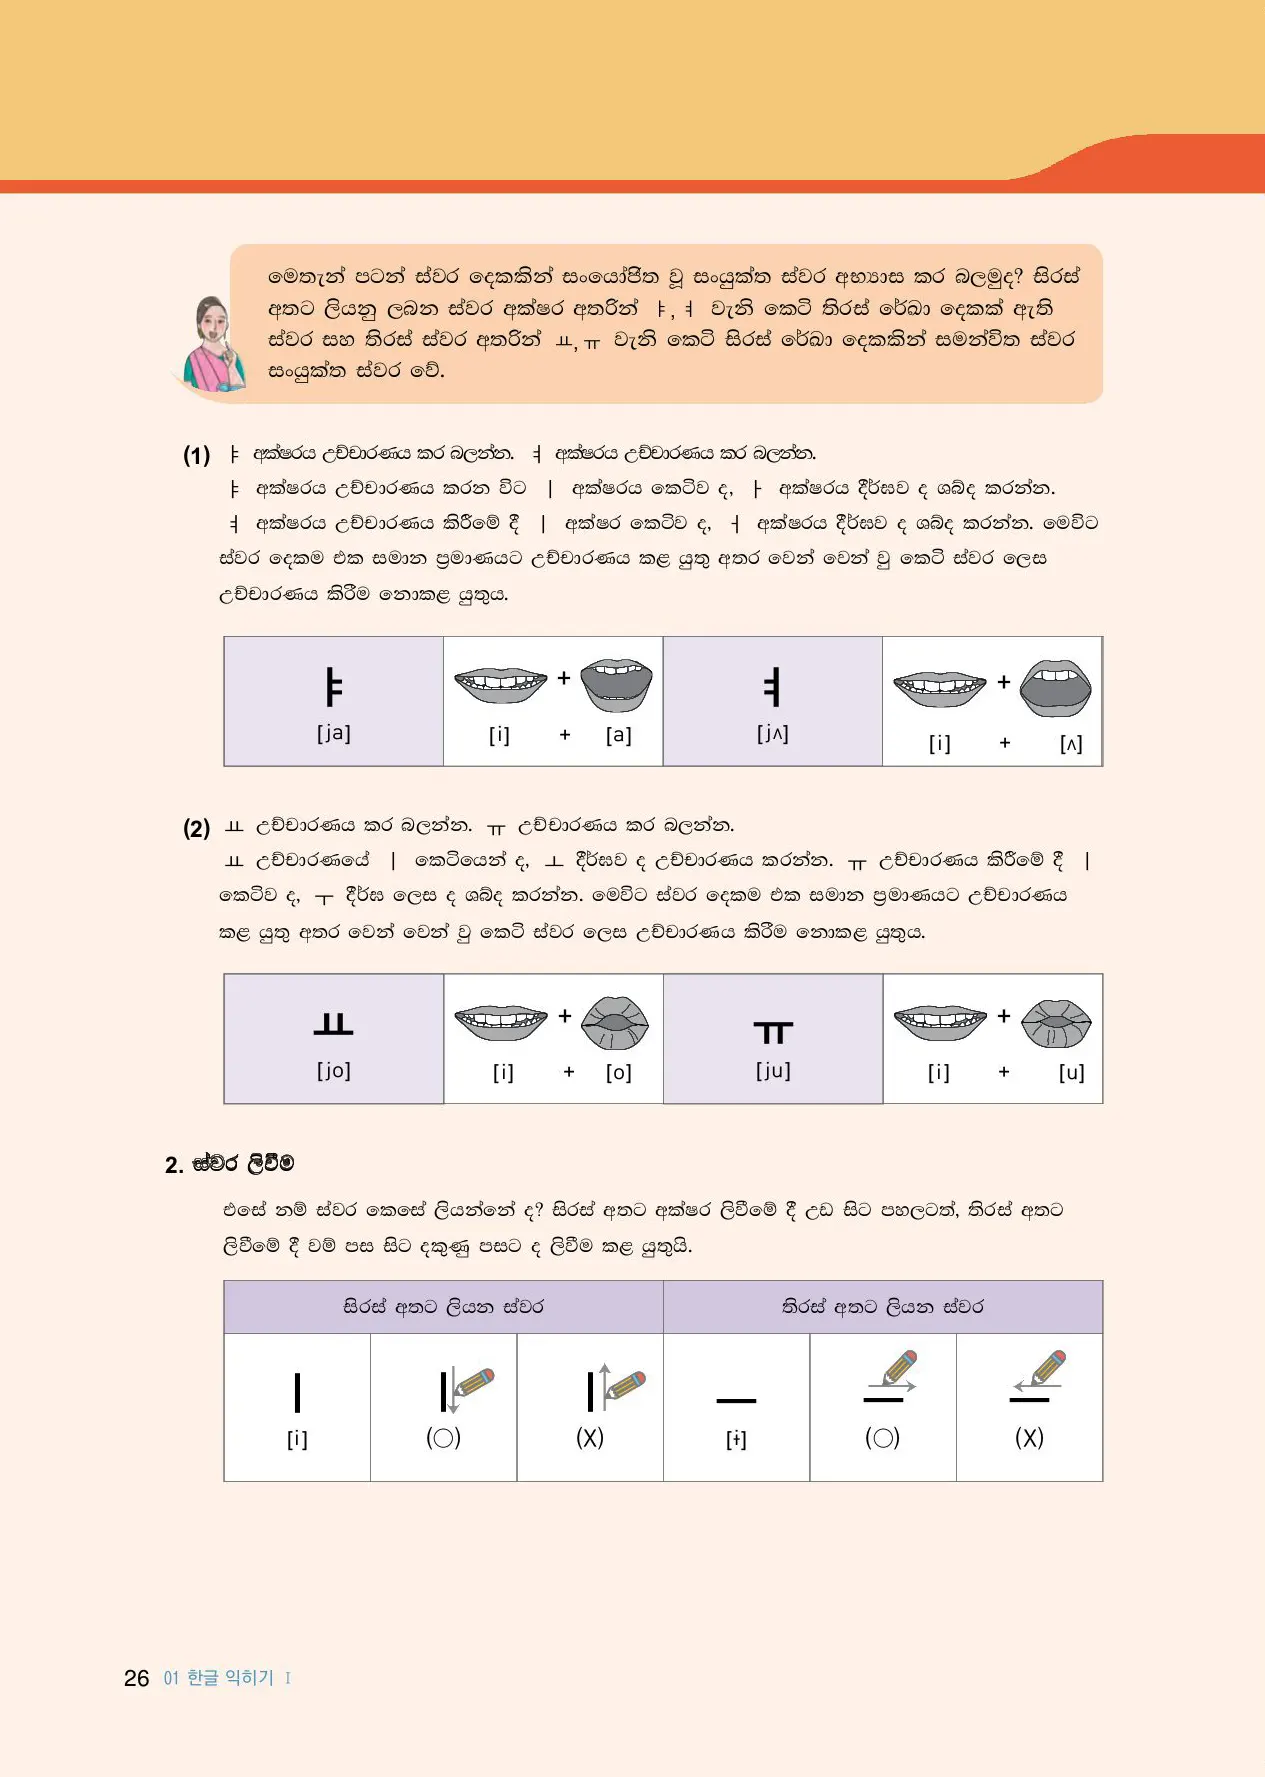 මෙතැන් පටන් ස්වර දෙකකින් සංයෝජිත වූ සංයුක්ත ස්වර අභ්‍යාස කර බලමුද? සිරස්
අතට ලියනු ලබන ස්වර අක්ෂර අතරින් ㅑ, ㅕ වැනි කෙටි තිරස් රේඛා දෙකක් ඇති
ස්වර සහ තිරස් ස්වර අතරින් ㅛ, ㅠ වැනි කෙටි සිරස් රේඛා දෙකකින් සමන්විත ස්වර
සංයුක්ත ස්වර වේ.
(1) ㅑ අක්ෂරය උච්චාරණය කර බලන්න. ㅕ අක්ෂරය උච්චාරණය කර බලන්න.
ㅑ අක්ෂරය උච්චාරණය කරන විට ㅣ අක්ෂරය කෙටිව ද, ㅏ අක්ෂරය දීර්ඝව ද ශබ්ද කරන්න.
ㅕ අක්ෂරය උච්චාරණය කිරීමේ දී ㅣ අක්ෂර කෙටිව ද, ㅓ අක්ෂරය දීර්ඝව ද ශබ්ද කරන්න. මෙවිට
ස්වර දෙකම එක සමාන ප්‍රමාණයට උච්චාරණය කළ යුතු අතර වෙන් වෙන් වු කෙටි ස්වර ලෙස
උච්චාරණය කිරීම නොකළ යුතුය.
ㅑ + ㅕ +
[ja] [i] + [a] [jʌ] [i] + [ʌ]
(2) ㅛ උච්චාරණය කර බලන්න. ㅠ උච්චාරණය කර බලන්න.
ㅛ උච්චාරණයේ ㅣ කෙටියෙන් ද, ㅗ දීර්ඝව ද උච්චාරණය කරන්න. ㅠ උච්චාරණය කිරීමේ දී ㅣ
කෙටිව ද, ㅜ දීර්ඝ ලෙස ද ශබ්ද කරන්න. මෙවිට ස්වර දෙකම එක සමාන ප්‍රමාණයට උච්චාරණය
කළ යුතු අතර වෙන් වෙන් වු කෙටි ස්වර ලෙස උච්චාරණය කිරීම නොකළ යුතුය.
ㅛ + ㅠ +
[jo] [i] + [o] [ju] [i] + [u]
2. ස්වර ලිවීම
එසේ නම් ස්වර කෙසේ ලියන්නේ ද? සිරස් අතට අක්ෂර ලිවීමේ දී උඩ සිට පහලටත්, තිරස් අතට
ලිවීමේ දී වම් පස සිට දකුණු පසට ද ලිවීම කළ යුතුයි.
සිරස් අතට ලියන ස්වර තිරස් අතට ලියන ස්වර
ㅣ ㅣ ㅣ ㅡ ㅡ ㅡ
[i] (○) (X) [ɨ] (○) (X)
26 01 한글 익히기 Ⅰ